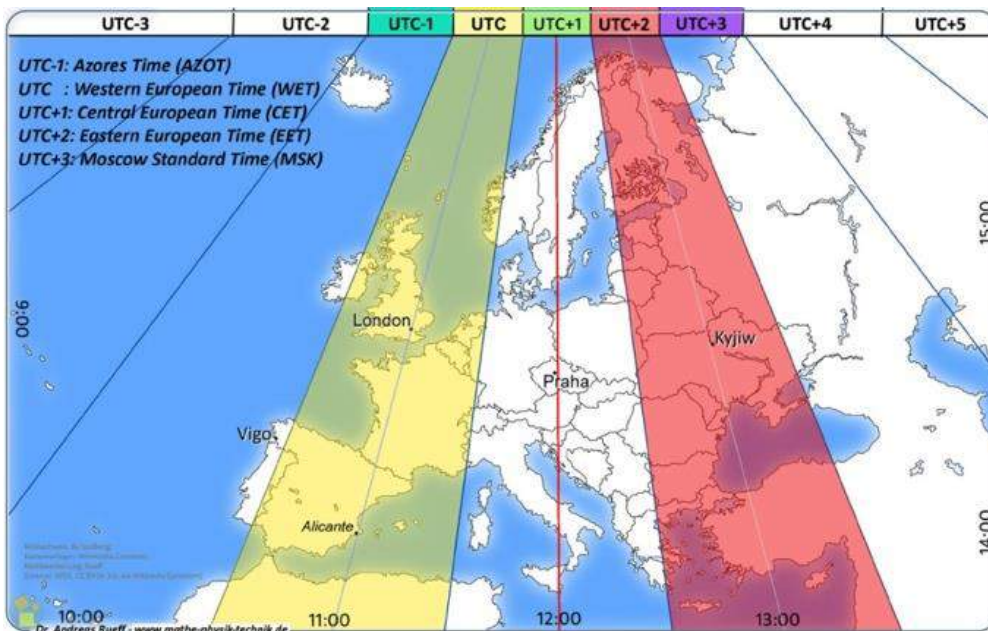 UTC-3 UTC-2 UTC-1 UTC UTC+1 UTC+2 UTC+3 UTC+4 UTC+5
UTC-1: Azores Time (AZOT)
UTC : Western European Time (WET)
UTC+1: Central European Time (CET)
UTC+2: Eastern European Time (EET)
UTC+3: Moscow Standard Time (MSK)
15:00
9:00
London
Kyjiw
Praha
Vigo
Alicante
14:00
10:00 11:00 12:00 13:00
Dr. Andreas Rueff - www.mathe-physik-technik.de